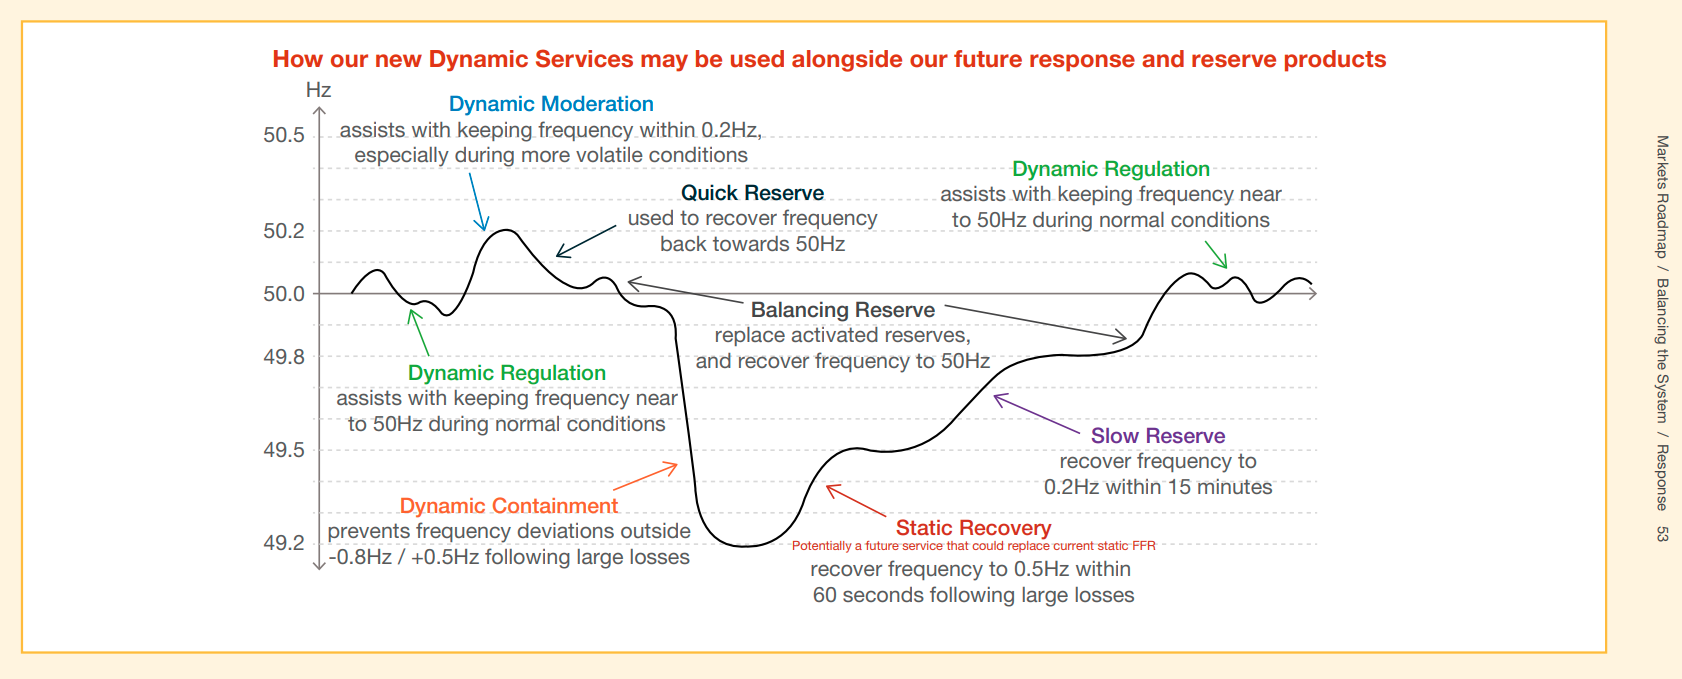 How our new Dynamic Services may be used alongside our future response and reserve products
Hz
50.5
50.2
50.0
49.8
49.5
49.2
Dynamic Moderation
assists with keeping frequency within 0.2Hz,
especially during more volatile conditions
Quick Reserve
used to recover frequency
back towards 50Hz
Dynamic Regulation
assists with keeping frequency near
to 50Hz during normal conditions
Balancing Reserve
replace activated reserves,
and recover frequency to 50Hz
Dynamic Regulation
assists with keeping frequency near
to 50Hz during normal conditions
Slow Reserve
recover frequency to
0.2Hz within 15 minutes
Dynamic Containment
prevents frequency deviations outside
-0.8Hz / +0.5Hz following large losses
Static Recovery
Potentially a future service that could replace current static FFR
recover frequency to 0.5Hz within
60 seconds following large losses
Markets Roadmap / Balancing the System / Response 53